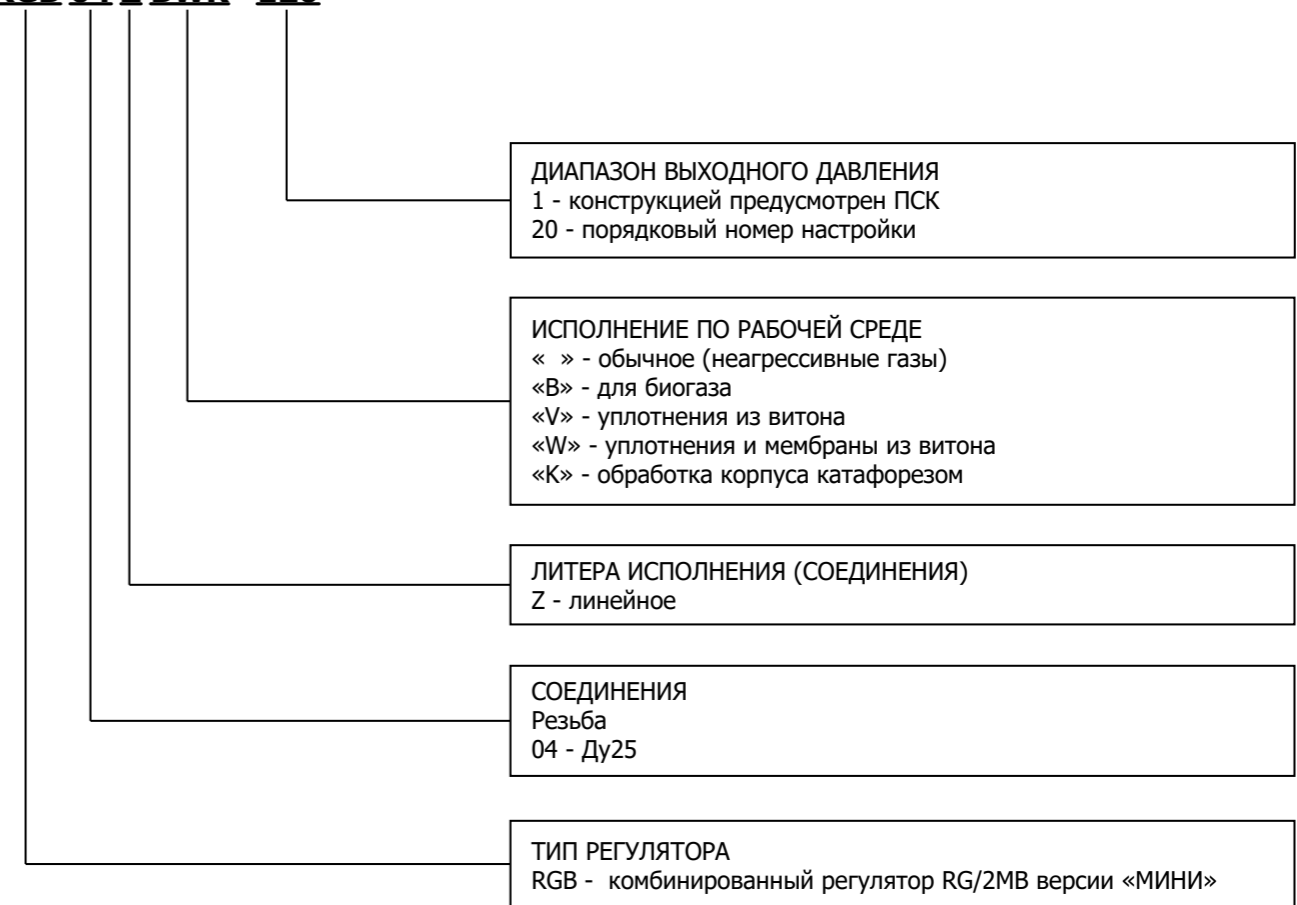 ДИАПАЗОН ВЫХОДНОГО ДАВЛЕНИЯ
1 - конструкцией предусмотрен ПСК
20 - порядковый номер настройки
ИСПОЛНЕНИЕ ПО РАБОЧЕЙ СРЕДЕ
« » - обычное (неагрессивные газы)
«B» - для биогаза
«V» - уплотнения из витона
«W» - уплотнения и мембраны из витона
«K» - обработка корпуса катафорезом
ЛИТЕРА ИСПОЛНЕНИЯ (СОЕДИНЕНИЯ)
Z - линейное
СОЕДИНЕНИЯ
Резьба
04 - Ду25
ТИП РЕГУЛЯТОРА
RGB - комбинированный регулятор RG/2MB версии «МИНИ»